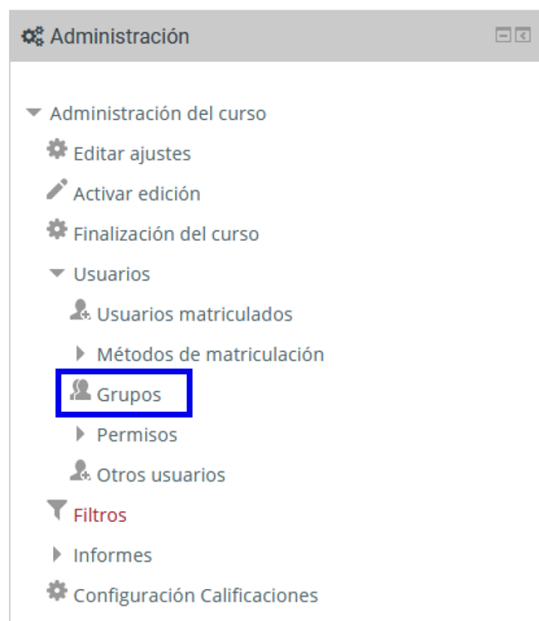 Administración
Administración del curso
Editar ajustes
Activar edición
Finalización del curso
Usuarios
Usuarios matriculados
Métodos de matriculación
Grupos
Permisos
Otros usuarios
Filtros
Informes
Configuración Calificaciones